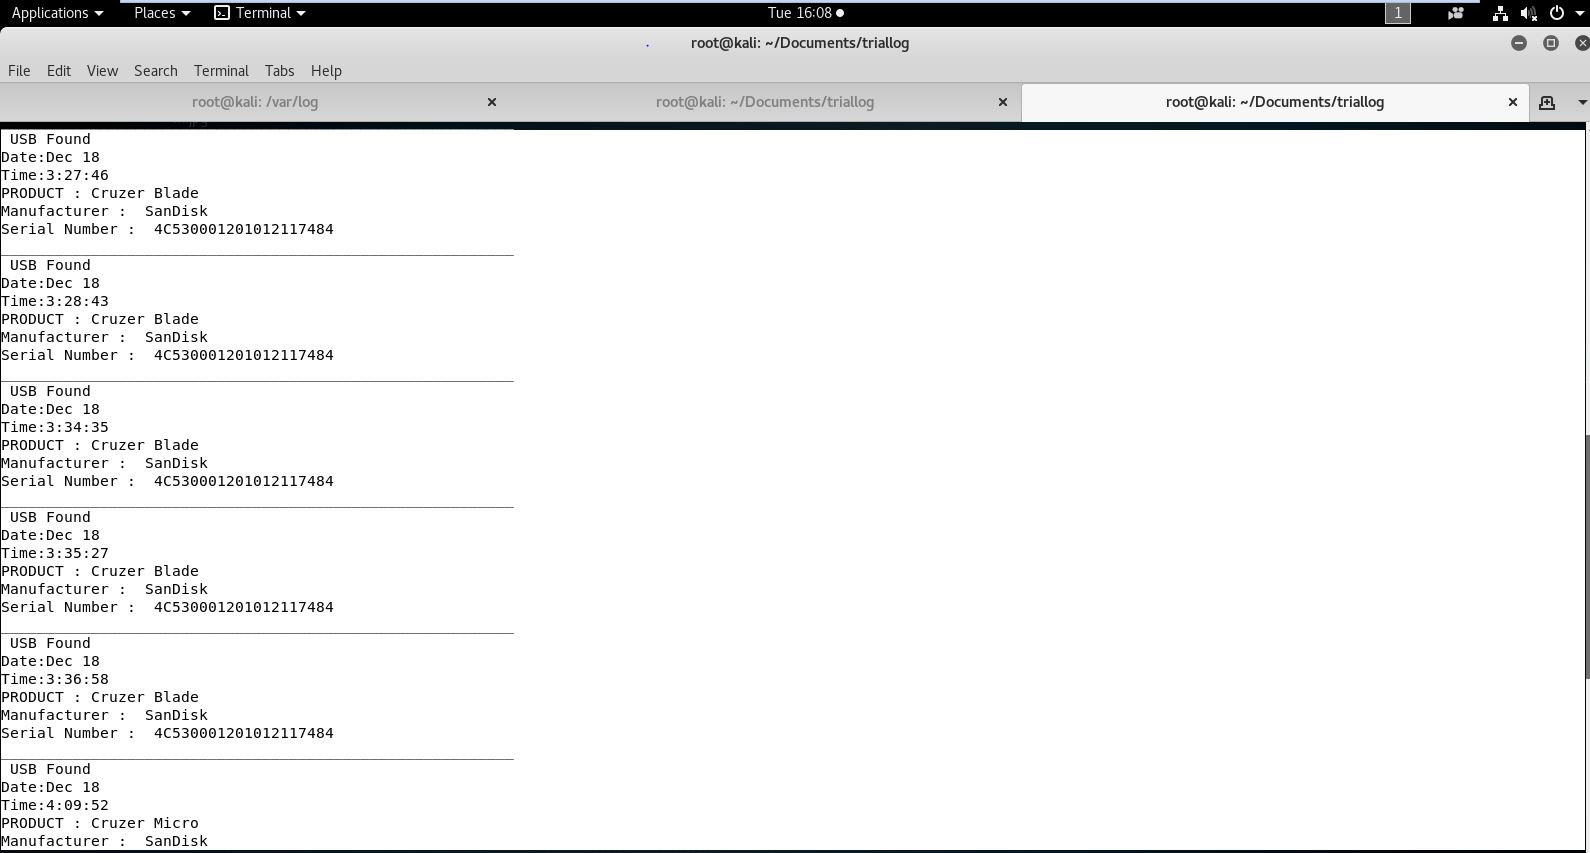 Applications Places Terminal Tue 16:08 1
root@kali: ~/Documents/triallog
File Edit View Search Terminal Tabs Help
root@kali: /var/log root@kali: ~/Documents/triallog root@kali: ~/Documents/triallog
USB Found
Date:Dec 18
Time:3:27:46
PRODUCT : Cruzer Blade
Manufacturer :  SanDisk
Serial Number :  4C530001201012117484
USB Found
Date:Dec 18
Time:3:28:43
PRODUCT : Cruzer Blade
Manufacturer :  SanDisk
Serial Number :  4C530001201012117484
USB Found
Date:Dec 18
Time:3:34:35
PRODUCT : Cruzer Blade
Manufacturer :  SanDisk
Serial Number :  4C530001201012117484
USB Found
Date:Dec 18
Time:3:35:27
PRODUCT : Cruzer Blade
Manufacturer :  SanDisk
Serial Number :  4C530001201012117484
USB Found
Date:Dec 18
Time:3:36:58
PRODUCT : Cruzer Blade
Manufacturer :  SanDisk
Serial Number :  4C530001201012117484
USB Found
Date:Dec 18
Time:4:09:52
PRODUCT : Cruzer Micro
Manufacturer :  SanDisk